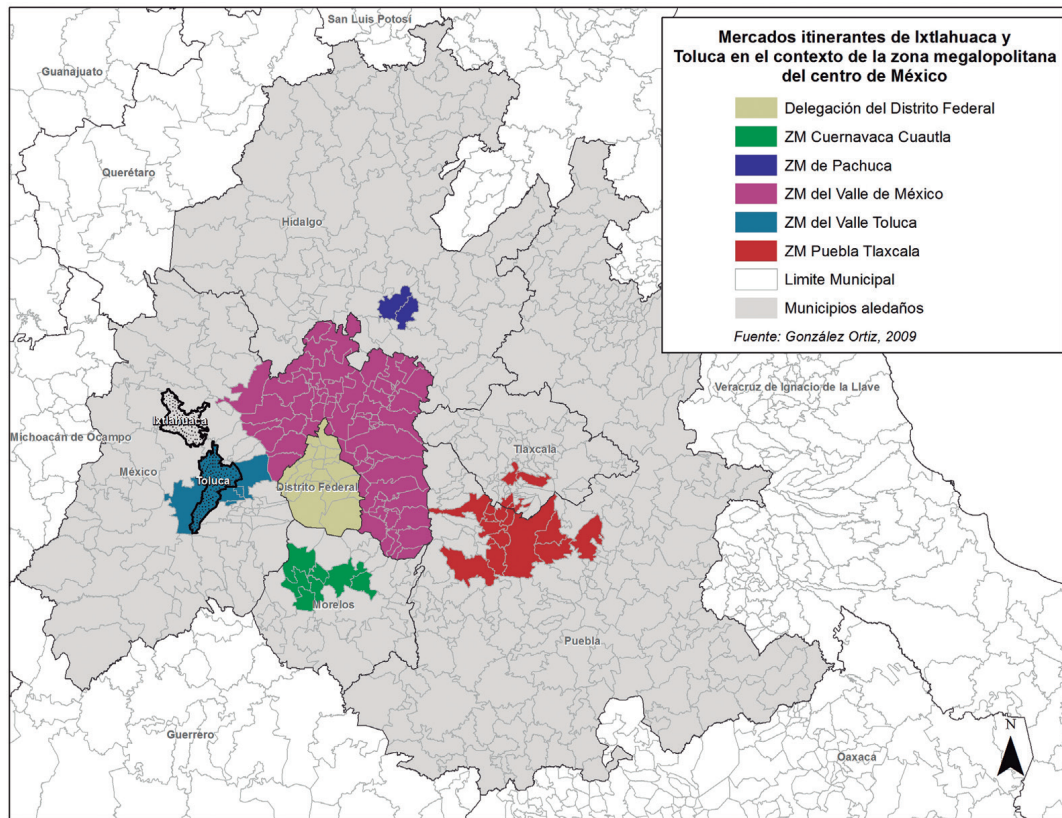 San Luis Potosí
Guanajuato
Querétaro
Hidalgo
Michoacán de Ocampo
Ixtlahuaca
México
Toluca
Distrito Federal
Morelos
Tlaxcala
Puebla
Veracruz de Ignacio de la Llave
Guerrero
Oaxaca
N
Mercados itinerantes de Ixtlahuaca y
Toluca en el contexto de la zona megalopolitana
del centro de México
Delegación del Distrito Federal
ZM Cuernavaca Cuautla
ZM de Pachuca
ZM del Valle de México
ZM del Valle Toluca
ZM Puebla Tlaxcala
Limite Municipal
Municipios aledaños
Fuente: González Ortiz, 2009